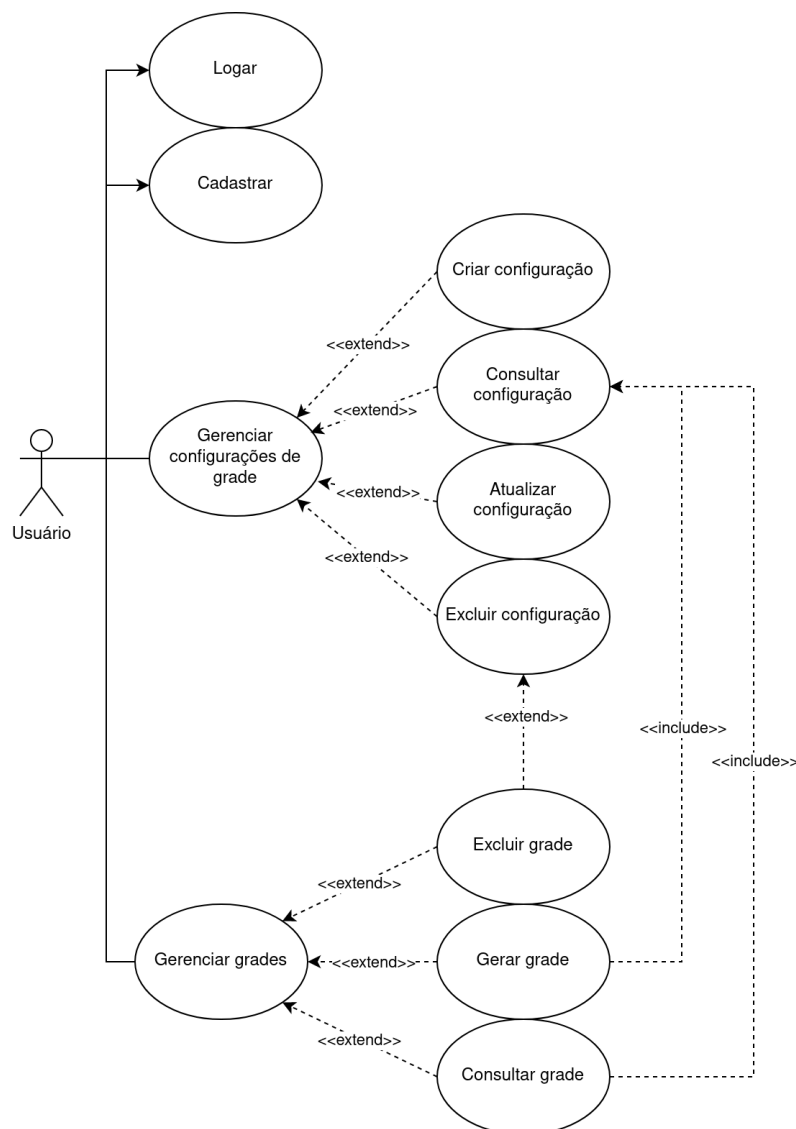 Logar
Cadastrar
Criar configuração
<<extend>>
Consultar
configuração
<<extend>>
Gerenciar
configurações de
grade
<<extend>>
Atualizar
configuração
Usuário
<<extend>>
Excluir configuração
<<extend>>
<<include>>
<<include>>
Excluir grade
<<extend>>
Gerenciar grades
<<extend>>
Gerar grade
<<extend>>
Consultar grade